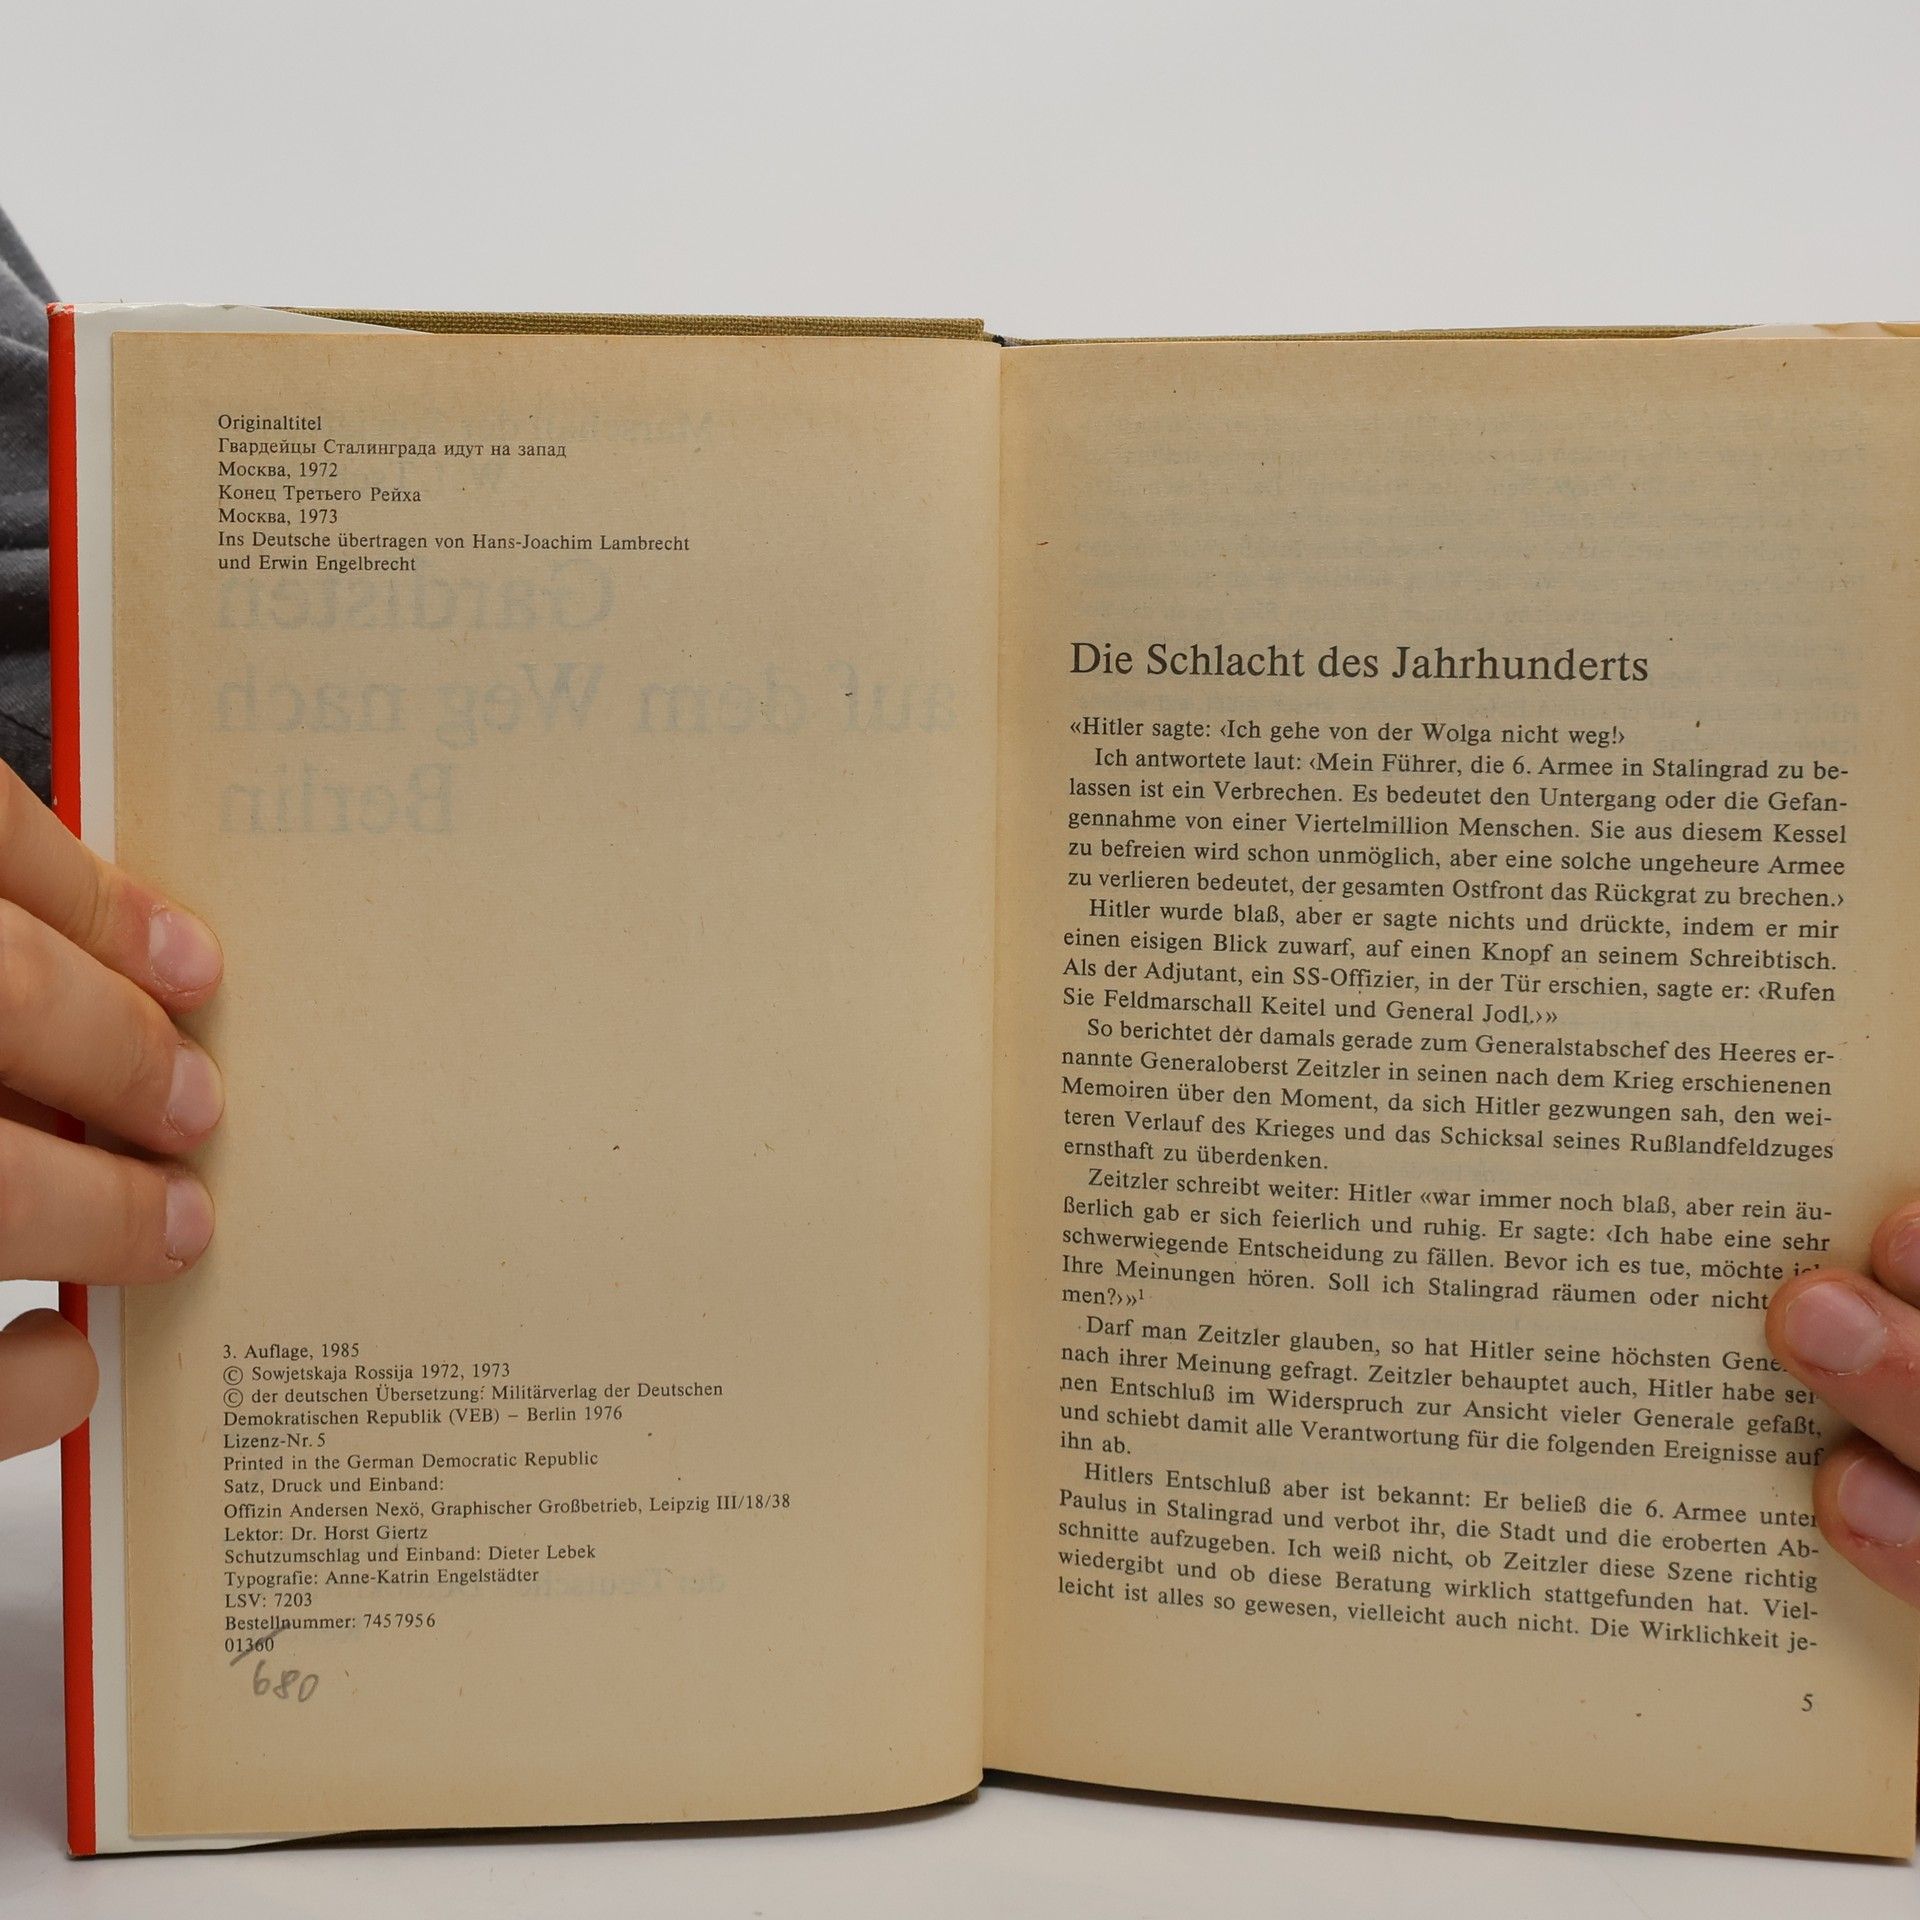 Originaltitel
Гвардейцы Сталинграда идут на запад
Москва, 1972
Конец Третьего Рейха
Москва, 1973
Ins Deutsche übertragen von Hans-Joachim Lambrecht
und Erwin Engelbrecht
Gardisten
auf dem Weg nach
Berlin
3. Auflage, 1985
© Sowjetskaja Rossija 1972, 1973
© der deutschen Übersetzung: Militärverlag der Deutschen
Demokratischen Republik (VEB) – Berlin 1976
Lizenz-Nr. 5
Printed in the German Democratic Republic
Satz, Druck und Einband:
Offizin Andersen Nexö, Graphischer Großbetrieb, Leipzig III/18/38
Lektor: Dr. Horst Giertz
Schutzumschlag und Einband: Dieter Lebek
Typografie: Anne-Katrin Engelstädter
LSV: 7203
Bestellnummer: 745 795 6
01360
680
Die Schlacht des Jahrhunderts
«Hitler sagte: ‹Ich gehe von der Wolga nicht weg!›
Ich antwortete laut: ‹Mein Führer, die 6. Armee in Stalingrad zu be-
lassen ist ein Verbrechen. Es bedeutet den Untergang oder die Gefan-
gennahme von einer Viertelmillion Menschen. Sie aus diesem Kessel
zu befreien wird schon unmöglich, aber eine solche ungeheure Armee
zu verlieren bedeutet, der gesamten Ostfront das Rückgrat zu brechen.›
Hitler wurde blaß, aber er sagte nichts und drückte, indem er mir
einen eisigen Blick zuwarf, auf einen Knopf an seinem Schreibtisch.
Als der Adjutant, ein SS-Offizier, in der Tür erschien, sagte er: ‹Rufen
Sie Feldmarschall Keitel und General Jodl.›»
So berichtet der damals gerade zum Generalstabschef des Heeres er-
nannte Generaloberst Zeitzler in seinen nach dem Krieg erschienenen
Memoiren über den Moment, da sich Hitler gezwungen sah, den wei-
teren Verlauf des Krieges und das Schicksal seines Rußlandfeldzuges
ernsthaft zu überdenken.
Zeitzler schreibt weiter: Hitler «war immer noch blaß, aber rein äu-
ßerlich gab er sich feierlich und ruhig. Er sagte: ‹Ich habe eine sehr
schwerwiegende Entscheidung zu fällen. Bevor ich es tue, möchte ich
Ihre Meinungen hören. Soll ich Stalingrad räumen oder nicht
men?›»¹
Darf man Zeitzler glauben, so hat Hitler seine höchsten
nach ihrer Meinung gefragt. Zeitzler behauptet auch, Hitler habe sei-
nen Entschluß im Widerspruch zur Ansicht vieler Generale gefaßt,
und schiebt damit alle Verantwortung für die folgenden Ereignisse auf
ihn ab.
Hitlers Entschluß aber ist bekannt: Er beließ die 6. Armee unter
Paulus in Stalingrad und verbot ihr, die Stadt und die eroberten Ab-
schnitte aufzugeben. Ich weiß nicht, ob Zeitzler diese Szene richtig
wiedergibt und ob diese Beratung wirklich stattgefunden hat. Viel-
leicht ist alles so gewesen, vielleicht auch nicht. Die Wirklichkeit je-
5